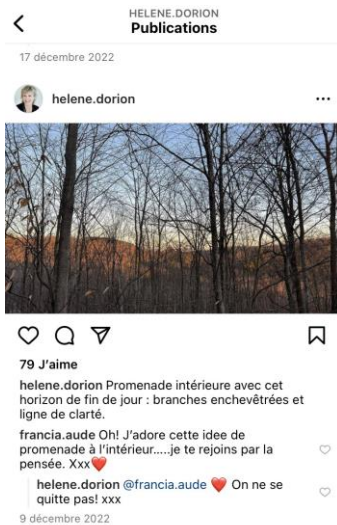 HELENE.DORION
Publications
17 décembre 2022
helene.dorion
79 J'aime
helene.dorion Promenade intérieure avec cet
horizon de fin de jour : branches enchevêtrées et
ligne de clarté.
francia.aude Oh! J'adore cette idee de
promenade à l'intérieur.....je te rejoins par la
pensée. Xxx❤️
helene.dorion @francia.aude ❤️ On ne se
quitte pas! xxx
9 décembre 2022